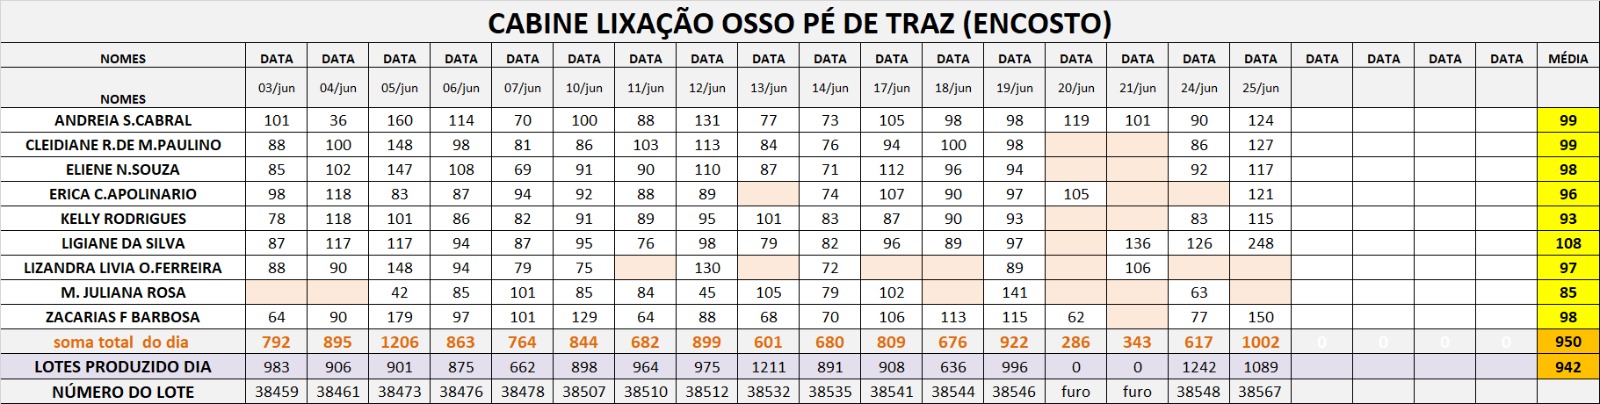 CABINE LIXAÇÃO OSSO PÉ DE TRAZ (ENCOSTO)
NOMES DATA DATA DATA DATA DATA DATA DATA DATA DATA DATA DATA DATA DATA DATA DATA DATA DATA DATA DATA DATA DATA MÉDIA
NOMES 03/jun 04/jun 05/jun 06/jun 07/jun 10/jun 11/jun 12/jun 13/jun 14/jun 17/jun 18/jun 19/jun 20/jun 21/jun 24/jun 25/jun
ANDREIA S.CABRAL 101 36 160 114 70 100 88 131 77 73 105 98 98 119 101 90 124 99
CLEIDIANE R.DE M.PAULINO 88 100 148 98 81 86 103 113 84 76 94 100 98 86 127 99
ELIENE N.SOUZA 85 102 147 108 69 91 90 110 87 71 112 96 94 92 117 98
ERICA C.APOLINARIO 98 118 83 87 94 92 88 89 74 107 90 97 105 121 96
KELLY RODRIGUES 78 118 101 86 82 91 89 95 101 83 87 90 93 83 115 93
LIGIANE DA SILVA 87 117 117 94 87 95 76 98 79 82 96 89 97 136 126 248 108
LIZANDRA LIVIA O.FERREIRA 88 90 148 94 79 75 130 72 89 106 97
M. JULIANA ROSA 42 85 101 85 84 45 105 79 102 141 63 85
ZACARIAS F BARBOSA 64 90 179 97 101 129 64 88 68 70 106 113 115 62 77 150 98
soma total do dia 792 895 1206 863 764 844 682 899 601 680 809 676 922 286 343 617 1002 0 0 0 0 950
LOTES PRODUZIDO DIA 983 906 901 875 662 898 964 975 1211 891 908 636 996 0 0 1242 1089 942
NÚMERO DO LOTE 38459 38461 38473 38476 38478 38507 38510 38512 38532 38535 38541 38544 38546 furo furo 38548 38567